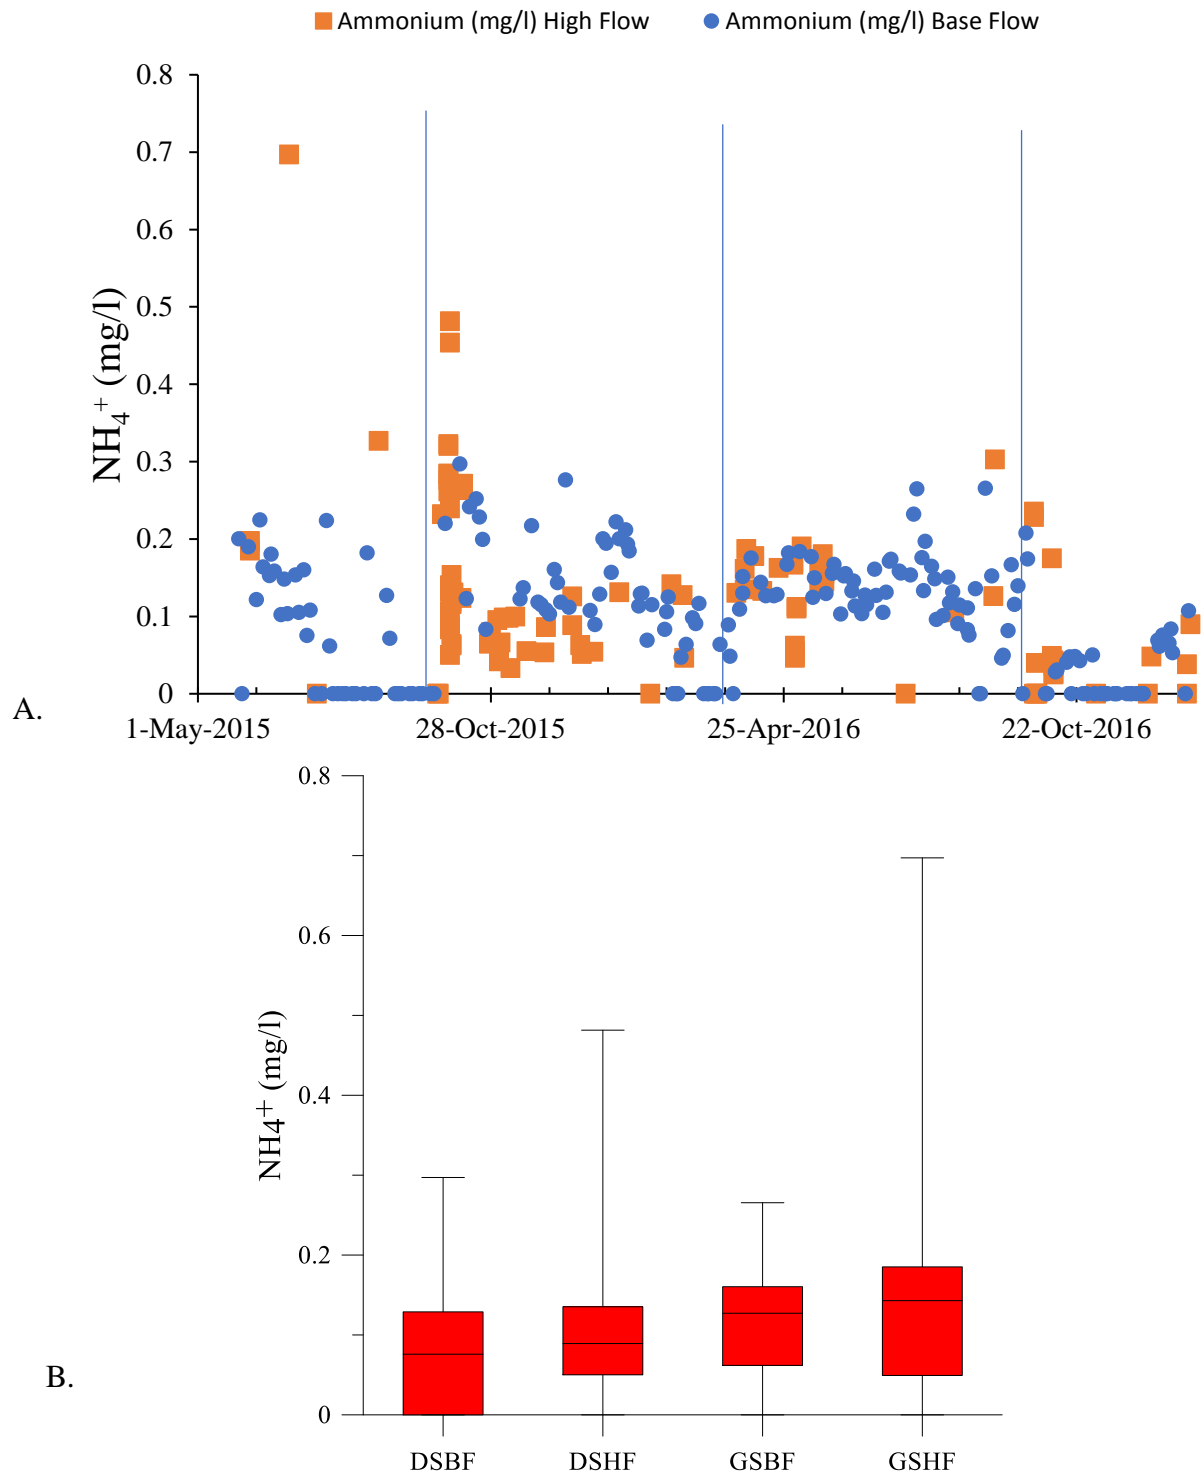 Ammonium (mg/l) High Flow Ammonium (mg/l) Base Flow
0.8
0.7
0.6
0.5
0.4
0.3
0.2
0.1
0
NH₄⁺ (mg/l)
A.
1-May-2015 28-Oct-2015 25-Apr-2016 22-Oct-2016
0.8
0.6
0.4
0.2
0
NH4⁺ (mg/l)
B.
DSBF DSHF GSBF GSHF